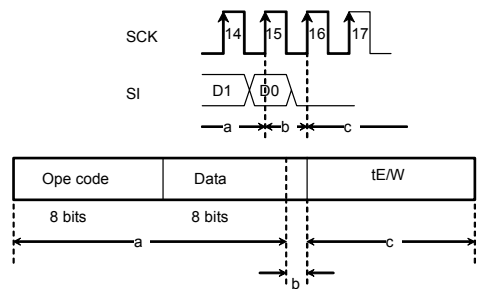 SCK 14 15 16 17
SI D1 D0
a b c
Ope code Data tE/W
8 bits 8 bits
a c
b